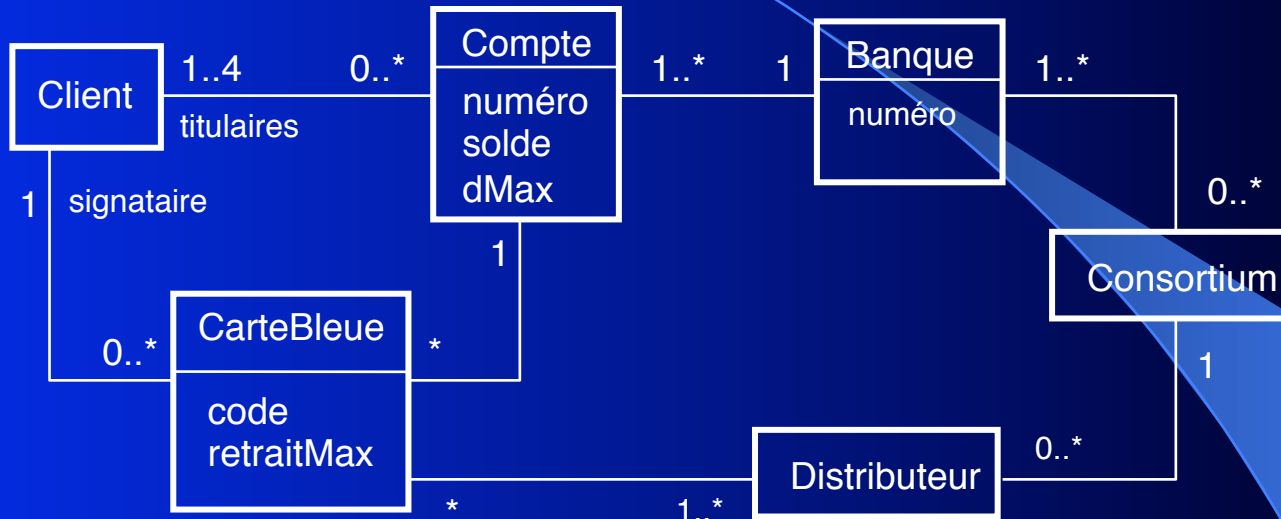 Client
1..4
titulaires
0..*
Compte
numéro
solde
dMax
1..*
1
Banque
numéro
1..*
0..*
Consortium
1
signataire
0..*
CarteBleue
code
retraitMax
*
1
*
1..*
Distributeur
0..*
1